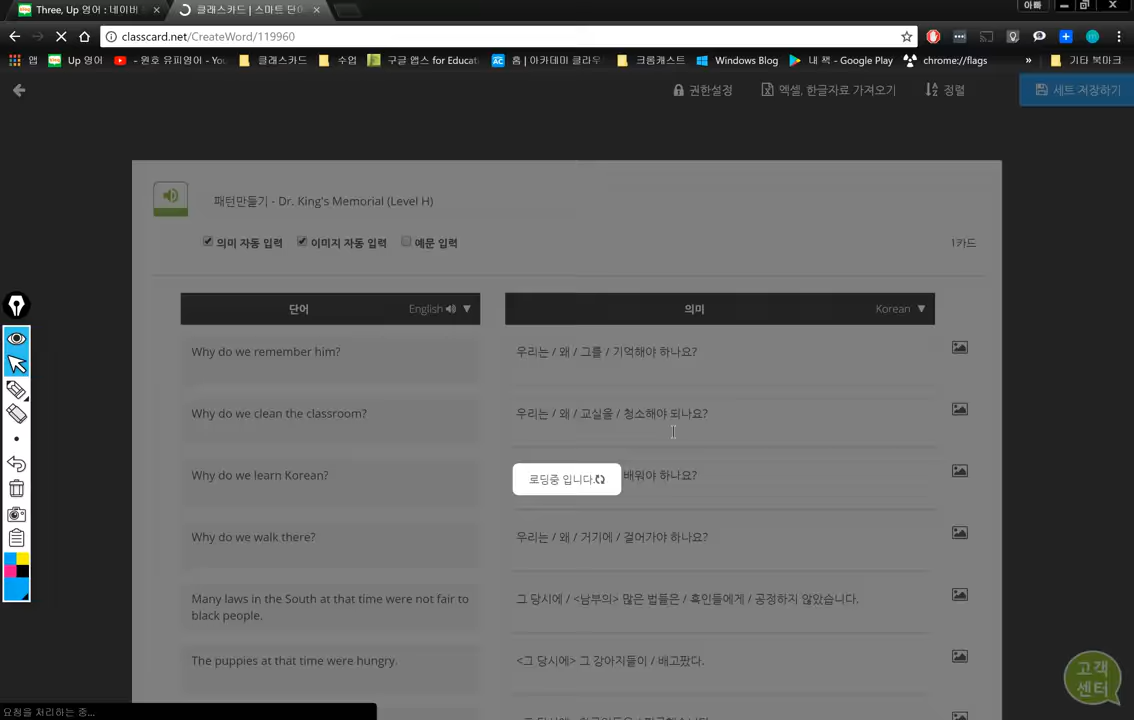 Three, Up 영어 : 네이버
클래스카드 | 스마트 단어
아빠
classcard.net/CreateWord/119960
앱
Up 영어
- 원호 유피영어 - You
클래스카드
수업
구글 앱스 for Educat
홈 | 아카데미 클라우
크롬캐스트
Windows Blog
내 책 - Google Play
chrome://flags
»
기타 북마크
권한설정
엑셀, 한글자료 가져오기
정렬
세트 저장하기
패턴만들기 - Dr. King's Memorial (Level H)
의미 자동 입력
이미지 자동 입력
예문 입력
1카드
단어
English
의미
Korean
Why do we remember him?
우리는 / 왜 / 그를 / 기억해야 하나요?
Why do we clean the classroom?
우리는 / 왜 / 교실을 / 청소해야 되나요?
Why do we learn Korean?
로딩중 입니다.
배워야 하나요?
Why do we walk there?
우리는 / 왜 / 거기에 / 걸어가야 하나요?
Many laws in the South at that time were not fair to
black people.
그 당시에 / <남부의> 많은 법들은 / 흑인들에게 / 공정하지 않았습니다.
The puppies at that time were hungry.
<그 당시에> 그 강아지들이 / 배고팠다.
고객
센터
요청을 처리하는 중...